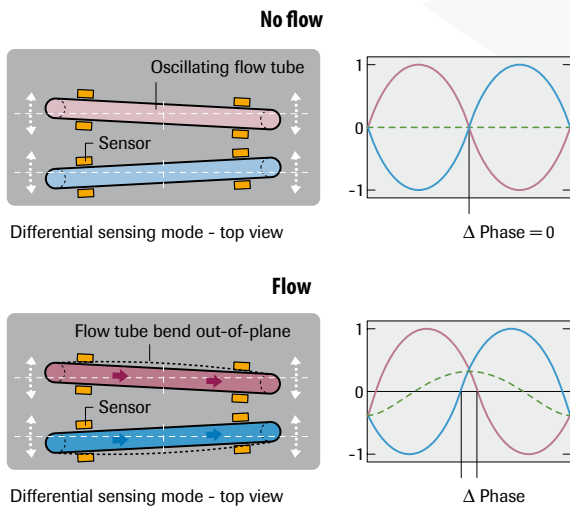 No flow
Oscillating flow tube
Sensor
Differential sensing mode - top view
1
0
-1
Δ Phase = 0
Flow
Flow tube bend out-of-plane
Sensor
Differential sensing mode - top view
1
0
-1
Δ Phase